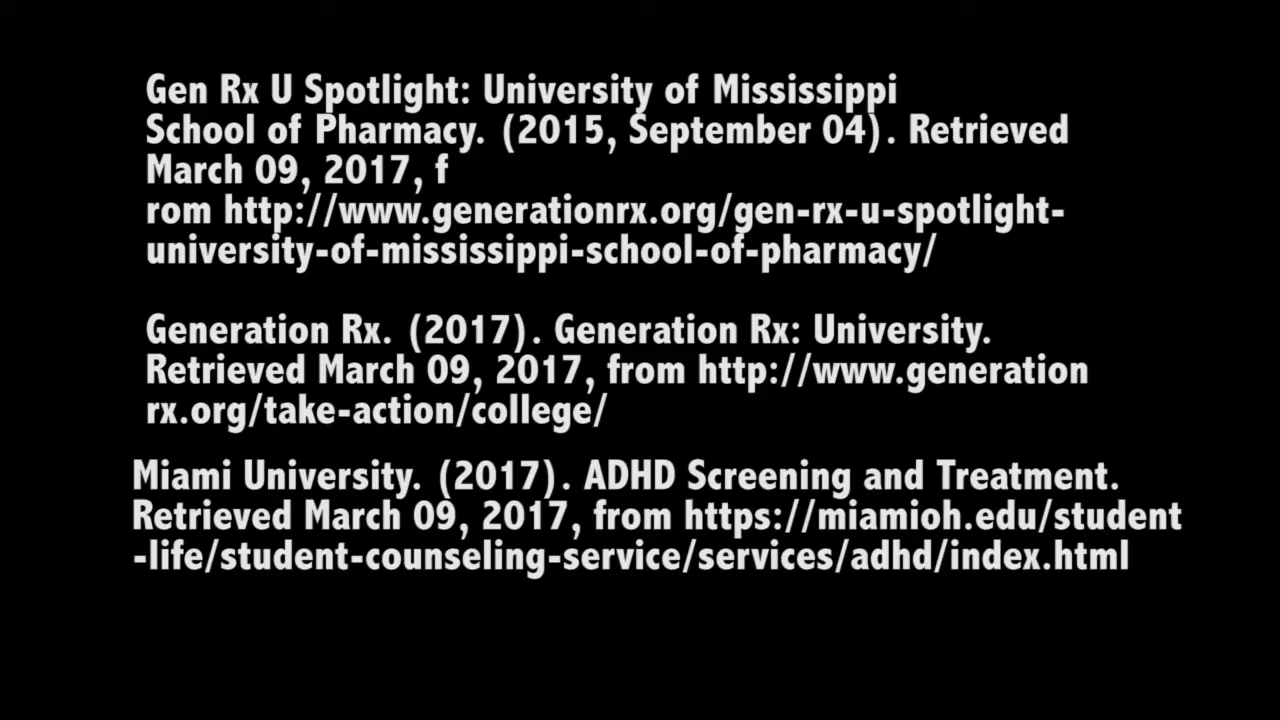 Gen Rx U Spotlight: University of Mississippi
School of Pharmacy. (2015, September 04). Retrieved
March 09, 2017, f
rom http://www.generationrx.org/gen-rx-u-spotlight-
university-of-mississippi-school-of-pharmacy/
Generation Rx. (2017). Generation Rx: University.
Retrieved March 09, 2017, from http://www.generation
rx.org/take-action/college/
Miami University. (2017). ADHD Screening and Treatment.
Retrieved March 09, 2017, from https://miamioh.edu/student
-life/student-counseling-service/services/adhd/index.html